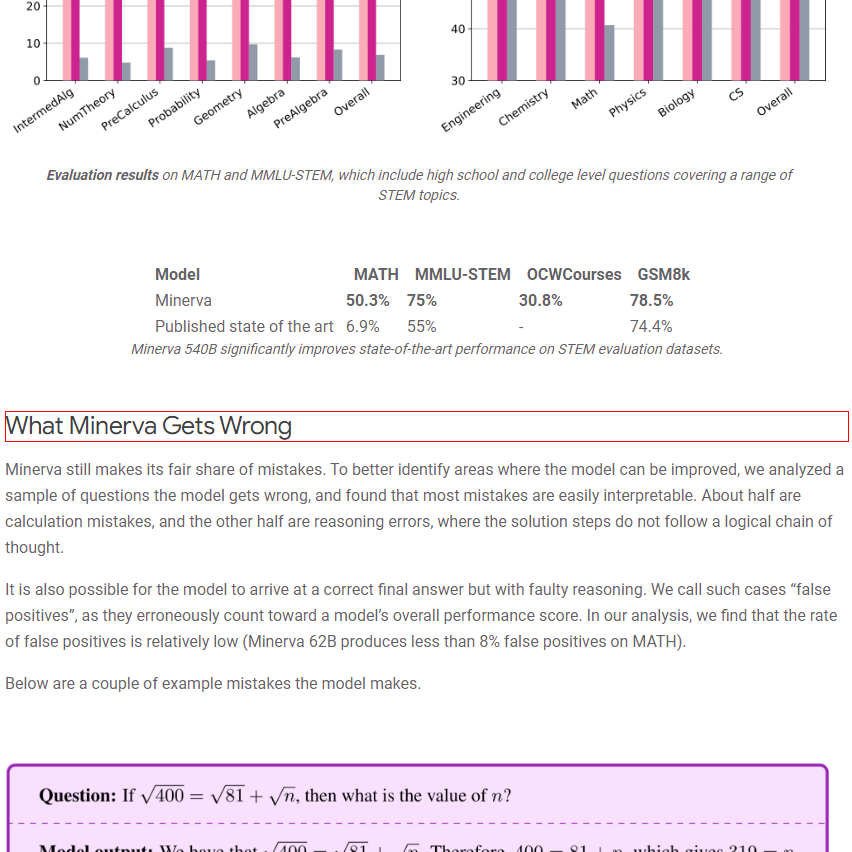 20
10
0
IntermedAlg
NumTheory
PreCalculus
Probability
Geometry
Algebra
PreAlgebra
Overall
40
30
Engineering
Chemistry
Math
Physics
Biology
CS
Overall
Evaluation results on MATH and MMLU-STEM, which include high school and college level questions covering a range of
STEM topics.
Model MATH MMLU-STEM OCWCourses GSM8k
Minerva 50.3% 75% 30.8% 78.5%
Published state of the art 6.9% 55% - 74.4%
Minerva 540B significantly improves state-of-the-art performance on STEM evaluation datasets.
What Minerva Gets Wrong
Minerva still makes its fair share of mistakes. To better identify areas where the model can be improved, we analyzed a
sample of questions the model gets wrong, and found that most mistakes are easily interpretable. About half are
calculation mistakes, and the other half are reasoning errors, where the solution steps do not follow a logical chain of
thought.
It is also possible for the model to arrive at a correct final answer but with faulty reasoning. We call such cases “false
positives”, as they erroneously count toward a model’s overall performance score. In our analysis, we find that the rate
of false positives is relatively low (Minerva 62B produces less than 8% false positives on MATH).
Below are a couple of example mistakes the model makes.
Question: If √400 = √81 + √n, then what is the value of n?
Model output: We have that √400 = √81 + √n. Therefore, 400 = 81 + n, which gives 319 = n